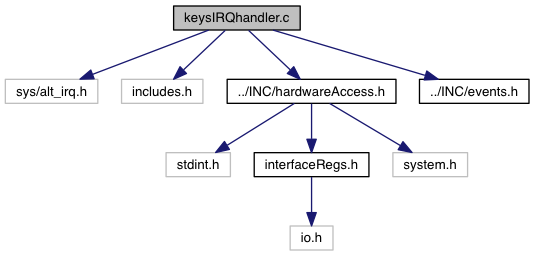 keysIRQhandler.c
sys/alt_irq.h
includes.h
../INC/hardwareAccess.h
../INC/events.h
stdint.h
interfaceRegs.h
system.h
io.h